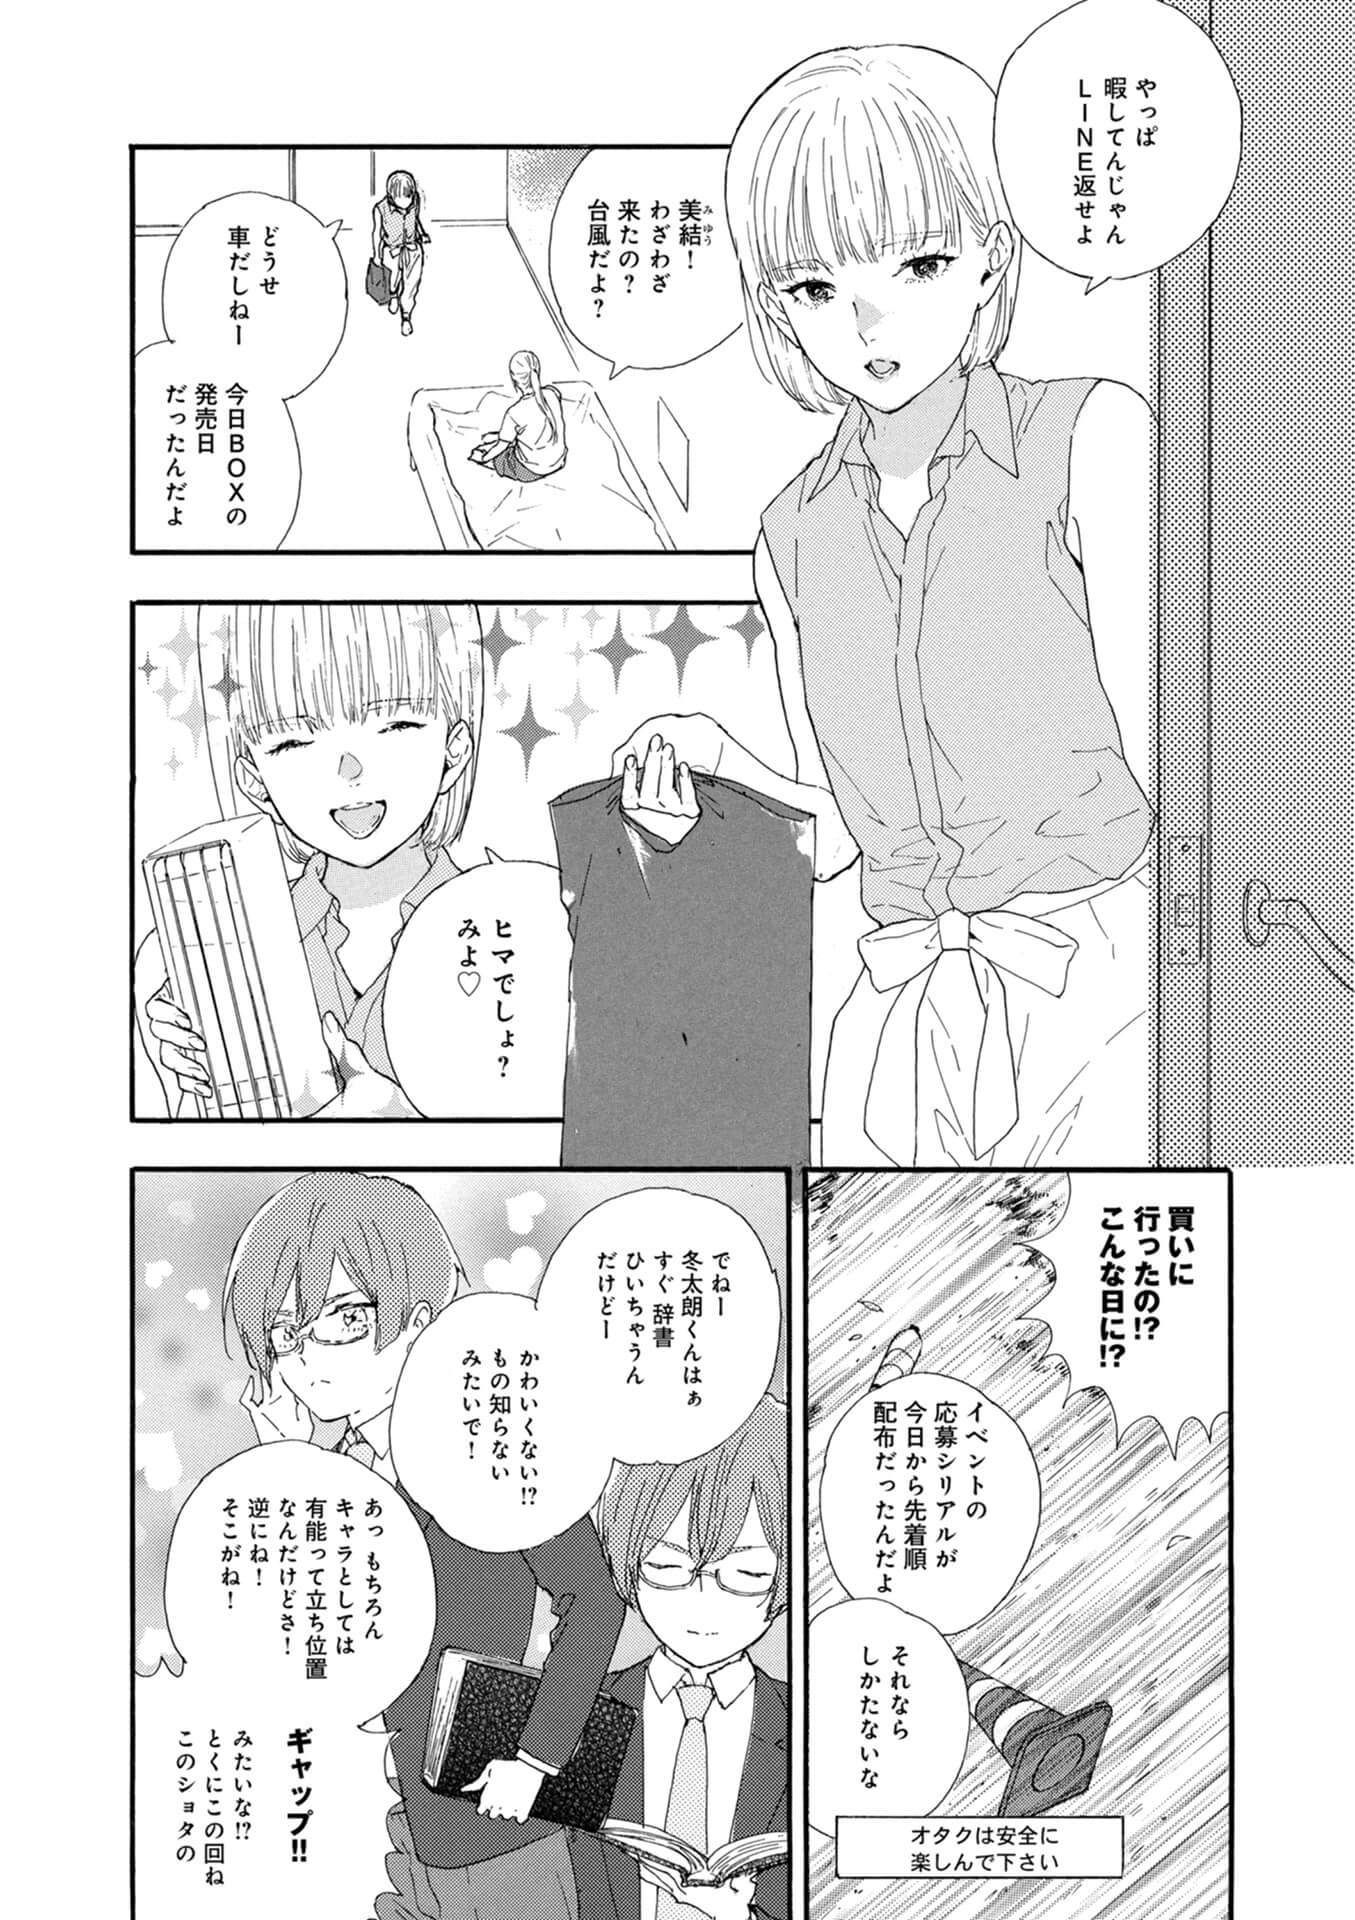 やっぱ
暇してんじゃん
LINE返せよ
美結！
みゆう
わざわざ
来たの？
台風だよ？
どうせ
車だしねー
今日BOXの
発売日
だったんだよ
ヒマでしょ？
みよ♡
買いに
行ったの!?
こんな日に!?
イベントの
応募シリアルが
今日から先着順
配布だったんだよ
それなら
しかたないな
オタクは安全に
楽しんで下さい
でねー
冬太朗くんはぁ
すぐ 辞書
ひいちゃうん
だけどー
かわいくない!?
もの知らない
みたいで！
あっ もちろん
キャラとしては
有能って立ち位置
なんだけどさ！
逆にね！
そこがね！
ギャップ!!
みたいな!?
とくにこの回ね
このショタの